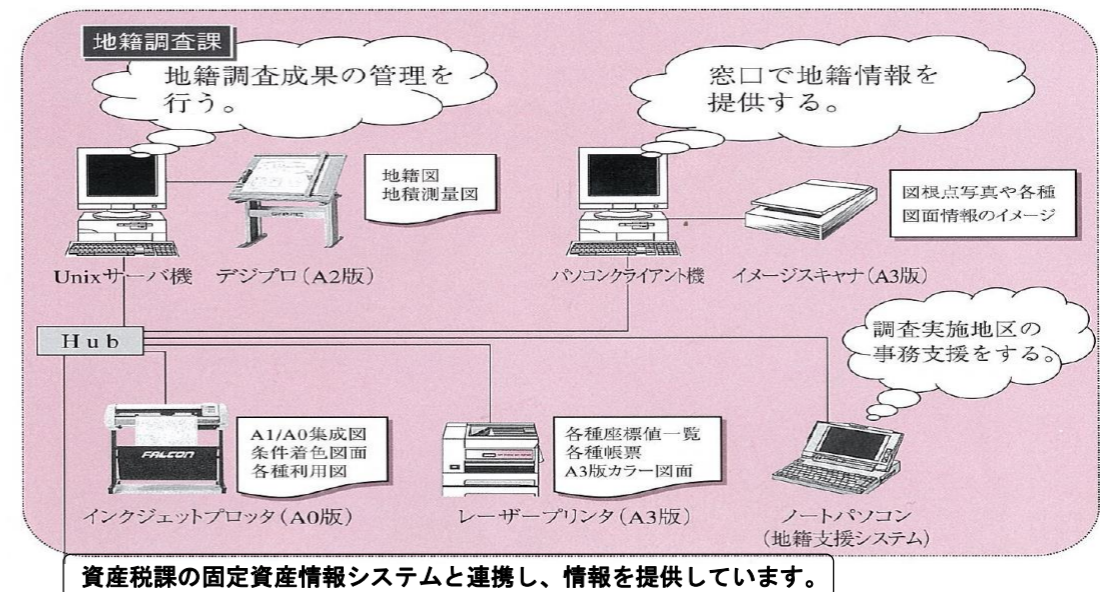 地籍調査課
地籍調査成果の管理を
行う。
窓口で地籍情報を
提供する。
地籍図
地積測量図
図根点写真や各種
図面情報のイメージ
Unixサーバ機
デジプロ（A2版）
パソコンクライアント機
イメージスキャナ（A3版）
Hub
調査実施地区の
事務支援をする。
A1/A0集成図
条件着色図面
各種利用図
FALCON
各種座標値一覧
各種帳票
A3版カラー図面
インクジェットプロッタ（A0版）
レーザープリンタ（A3版）
ノートパソコン
（地籍支援システム）
資産税課の固定資産情報システムと連携し、情報を提供しています。